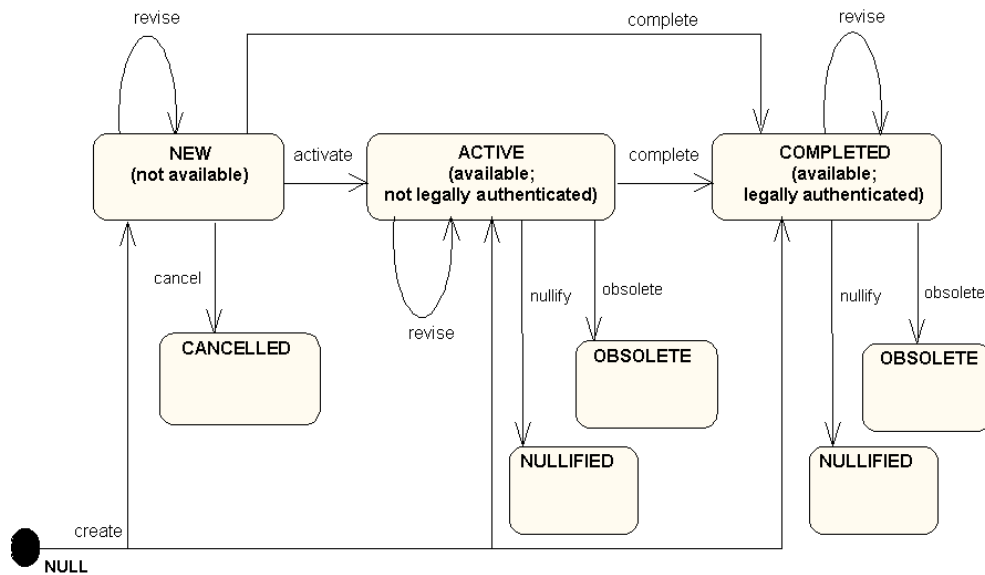 revise
complete
revise
NEW
(not available)
activate
ACTIVE
(available;
not legally authenticated)
complete
COMPLETED
(available;
legally authenticated)
cancel
revise
nullify
obsolete
nullify
obsolete
CANCELLED
OBSOLETE
OBSOLETE
NULLIFIED
NULLIFIED
create
NULL